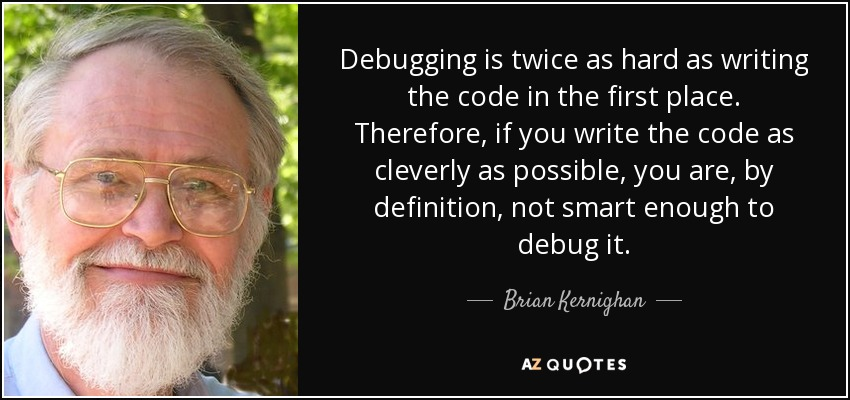 Debugging is twice as hard as writing
the code in the first place.
Therefore, if you write the code as
cleverly as possible, you are, by
definition, not smart enough to
debug it.
Brian Kernighan
AZ QUOTES